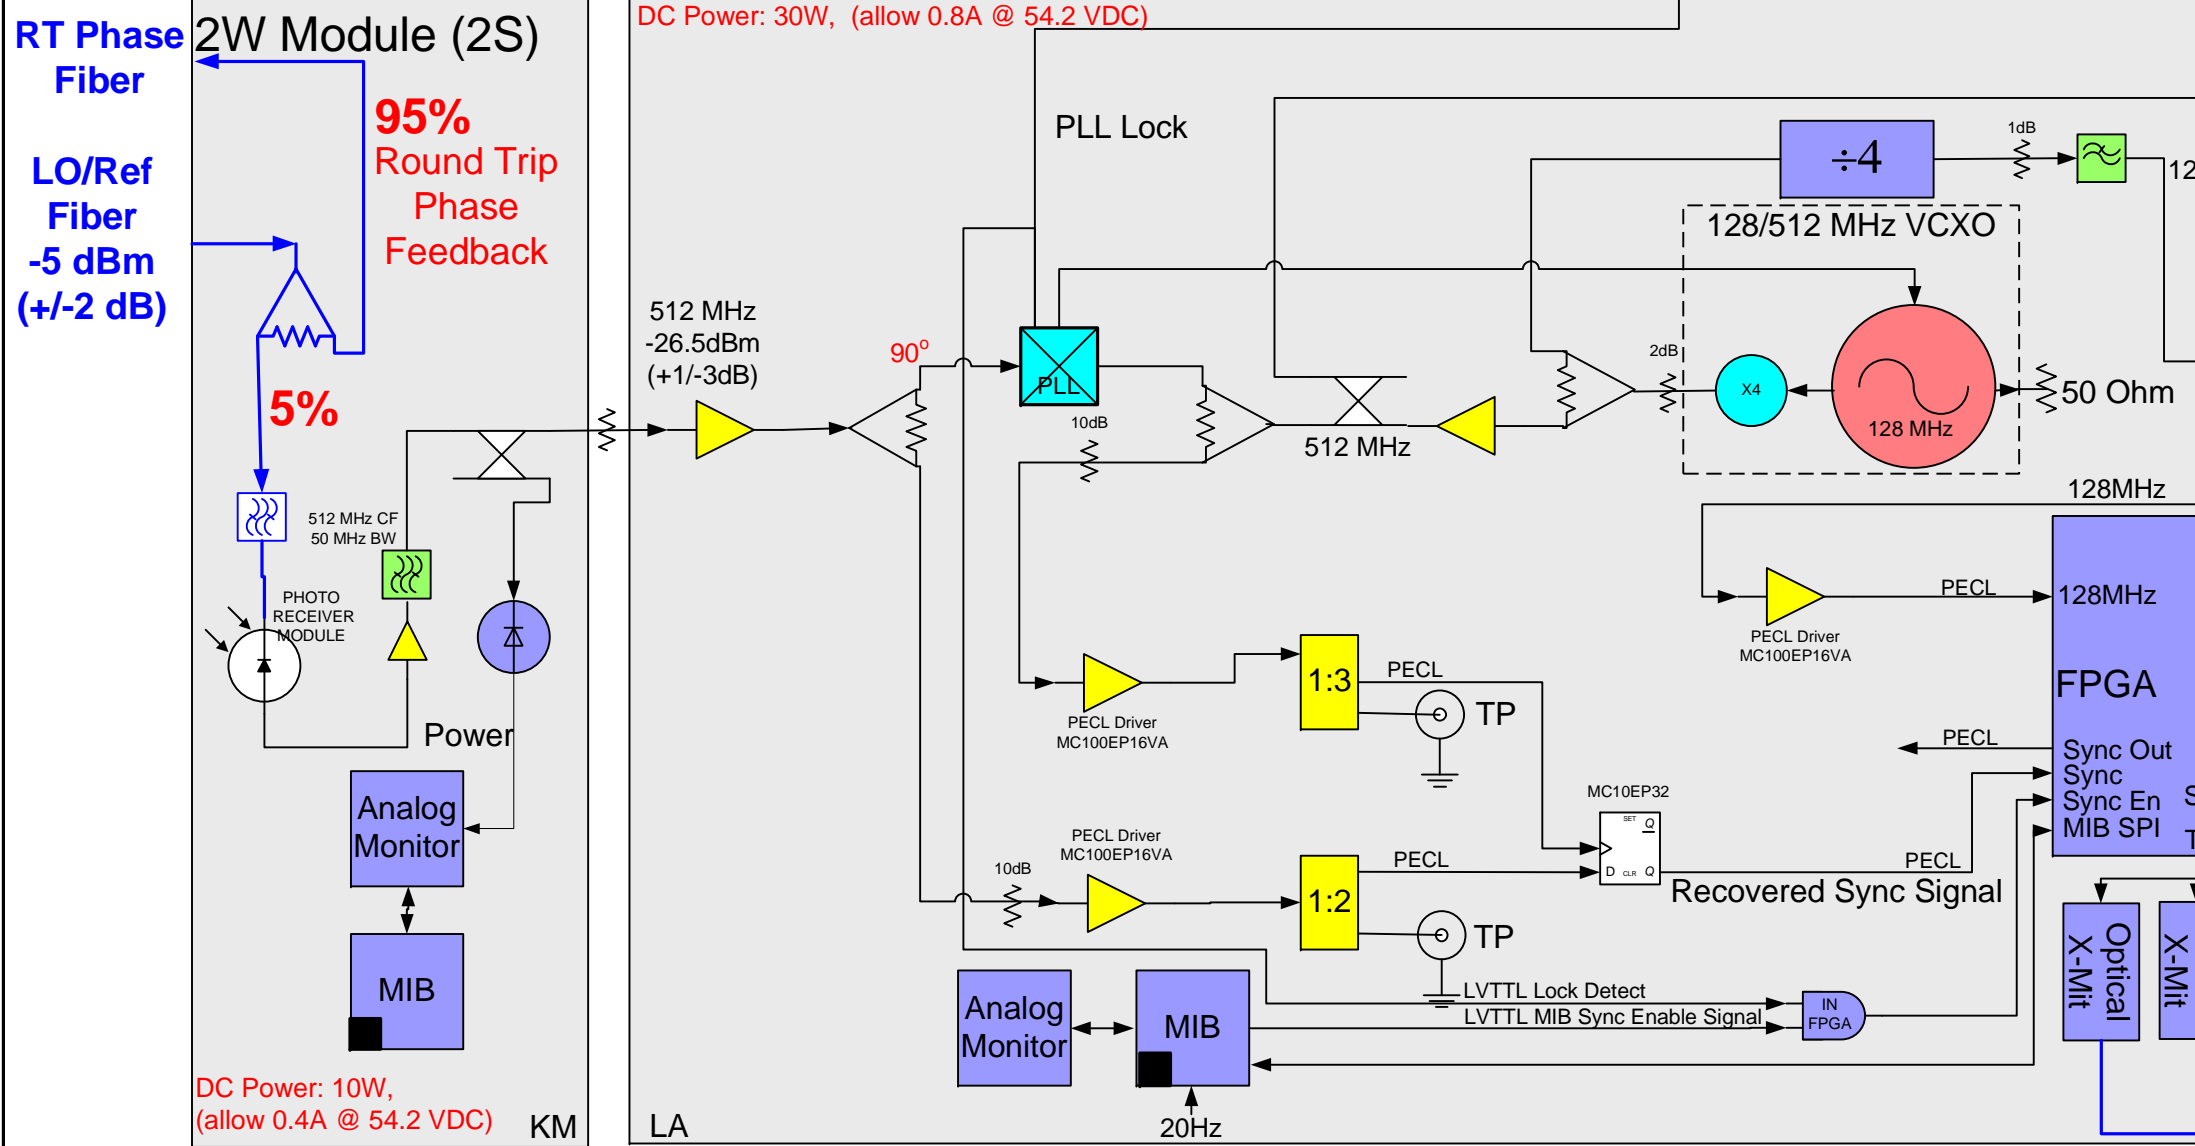 RT Phase
Fiber
LO/Ref
Fiber
-5 dBm
(+/-2 dB)
2W Module (2S)
95%
Round Trip
Phase
Feedback
5%
512 MHz CF
50 MHz BW
PHOTO
RECEIVER
MODULE
Power
Analog
Monitor
MIB
DC Power: 10W,
(allow 0.4A @ 54.2 VDC)
KM
DC Power: 30W, (allow 0.8A @ 54.2 VDC)
PLL Lock
512 MHz
-26.5dBm
(+1/-3dB)
90°
PLL
10dB
512 MHz
÷4
1dB
12
128/512 MHz VCXO
2dB
X4
128 MHz
50 Ohm
128MHz
PECL
PECL Driver
MC100EP16VA
128MHz
FPGA
Sync Out
Sync
Sync En
MIB SPI
S
T
PECL
PECL Driver
MC100EP16VA
1:3
PECL
TP
MC10EP32
SET
Q
D
CLR
Q
PECL
Recovered Sync Signal
10dB
PECL Driver
MC100EP16VA
1:2
PECL
TP
Optical
X-Mit
X-Mit
LVTTL Lock Detect
LVTTL MIB Sync Enable Signal
IN
FPGA
Analog
Monitor
MIB
20Hz
LA